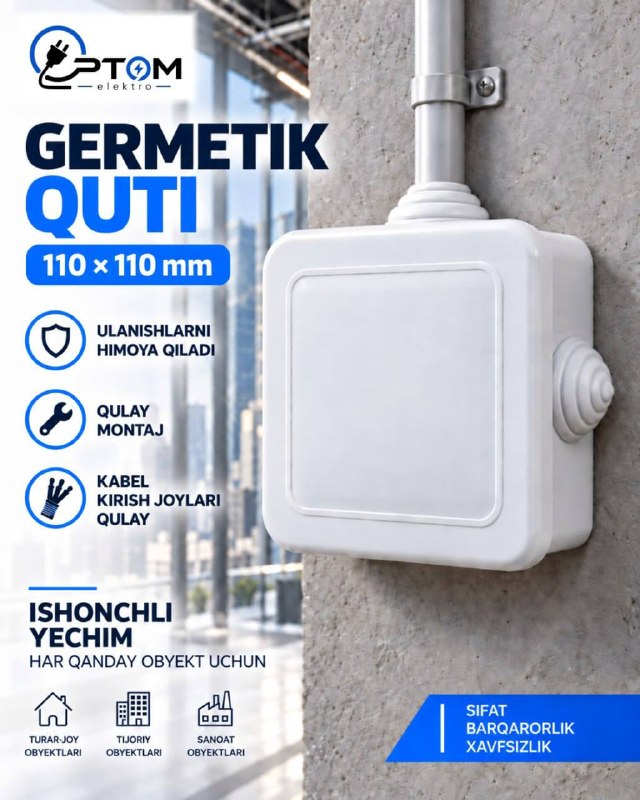 OPTOM
elektro
GERMETIK
QUTI
110 × 110 mm
ULANISHLARNI
HIMOYA QILADI
QULAY
MONTAJ
KABEL
KIRISH JOYLARI
QULAY
ISHONCHLI
YECHIM
HAR QANDAY OBYEKT UCHUN
TURAR-JOY
OBYEKTLARI
TIJORIY
OBYEKTLARI
SANOAT
OBYEKTLARI
SIFAT
BARQARORLIK
XAVFSIZLIK